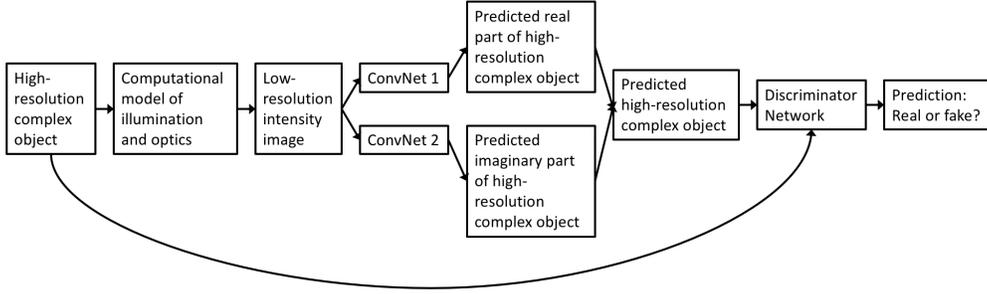 High-
resolution
complex
object
Computational
model of
illumination
and optics
Low-
resolution
intensity
image
ConvNet 1
ConvNet 2
Predicted real
part of high-
resolution
complex object
Predicted
imaginary part
of high-
resolution
complex object
Predicted
high-resolution
complex object
Discriminator
Network
Prediction:
Real or fake?